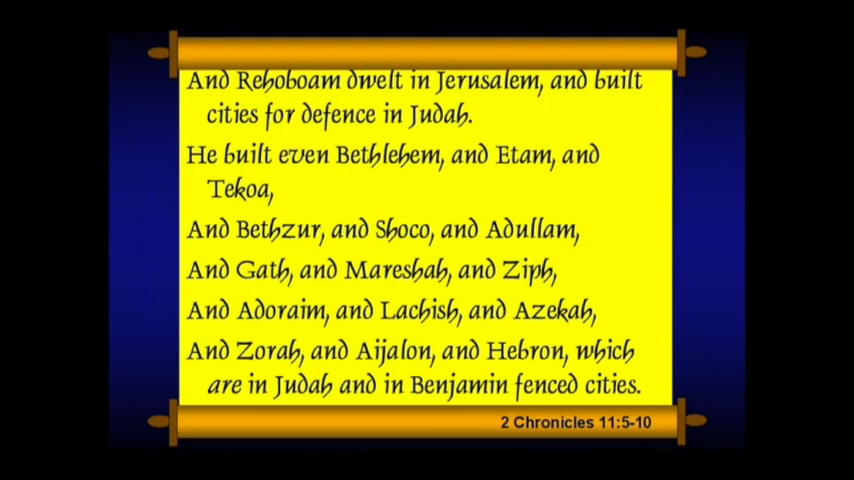 And Rehoboam dwelt in Jerusalem, and built
cities for defence in Judah.
He built even Bethlehem, and Etam, and
Tekoa,
And Bethzur, and Shoco, and Adullam,
And Gath, and Mareshah, and Ziph,
And Adoraim, and Lachish, and Azekah,
And Zorah, and Aijalon, and Hebron, which
are in Judah and in Benjamin fenced cities.
2 Chronicles 11:5-10